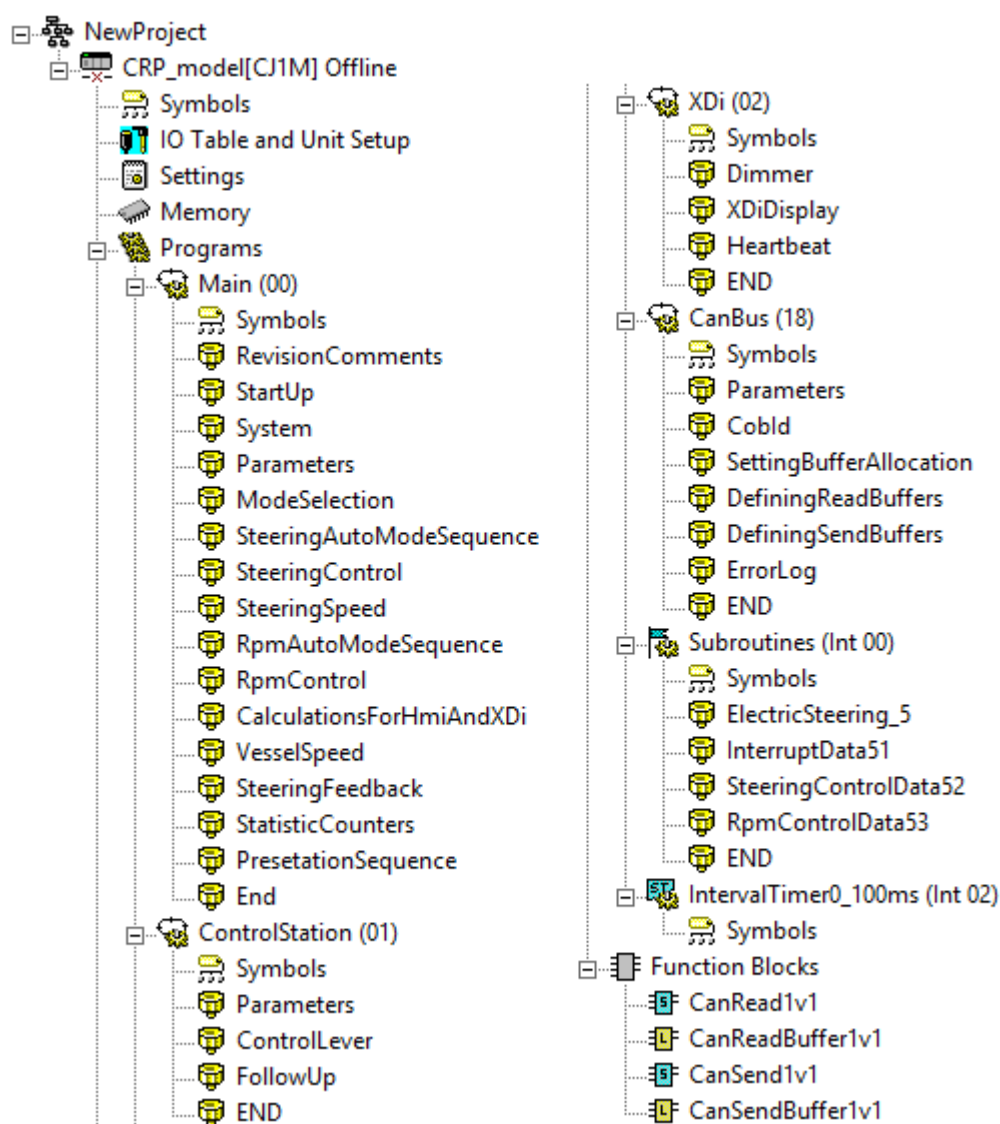 NewProject
CRP_model[CJ1M] Offline
Symbols
IO Table and Unit Setup
Settings
Memory
Programs
Main (00)
Symbols
RevisionComments
StartUp
System
Parameters
ModeSelection
SteeringAutoModeSequence
SteeringControl
SteeringSpeed
RpmAutoModeSequence
RpmControl
CalculationsForHmiAndXDi
VesselSpeed
SteeringFeedback
StatisticCounters
PresetationSequence
End
ControlStation (01)
Symbols
Parameters
ControlLever
FollowUp
END
XDi (02)
Symbols
Dimmer
XDiDisplay
Heartbeat
END
CanBus (18)
Symbols
Parameters
CobId
SettingBufferAllocation
DefiningReadBuffers
DefiningSendBuffers
ErrorLog
END
Subroutines (Int 00)
Symbols
ElectricSteering_5
InterruptData51
SteeringControlData52
RpmControlData53
END
IntervalTimer0_100ms (Int 02)
Symbols
Function Blocks
CanRead1v1
CanReadBuffer1v1
CanSend1v1
CanSendBuffer1v1